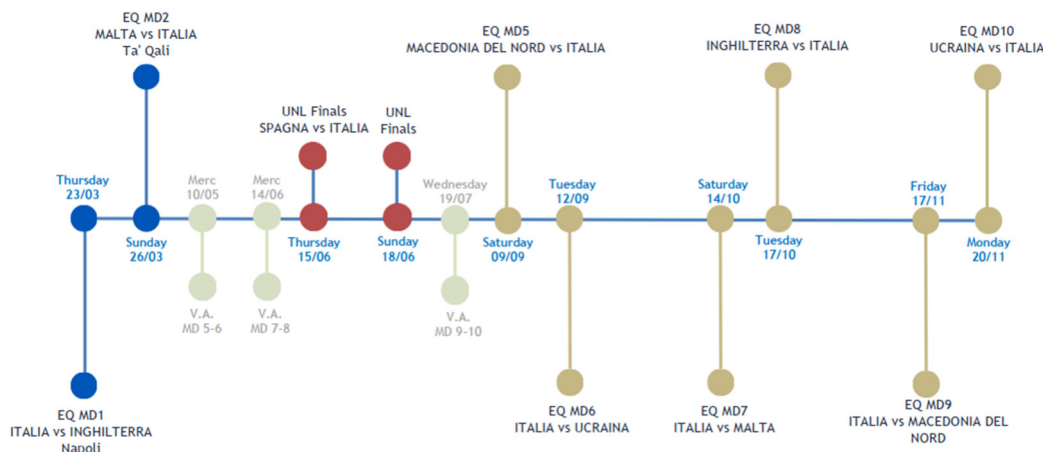 EQ MD2
MALTA vs ITALIA
Ta' Qali
EQ MD5
MACEDONIA DEL NORD vs ITALIA
EQ MD8
INGHILTERRA vs ITALIA
EQ MD10
UCRAINA vs ITALIA
UNL Finals
SPAGNA vs ITALIA
UNL
Finals
Thursday
23/03
Merc
10/05
Merc
14/06
Wednesday
19/07
Tuesday
12/09
Saturday
14/10
Friday
17/11
Sunday
26/03
Thursday
15/06
Sunday
18/06
Saturday
09/09
Tuesday
17/10
Monday
20/11
V.A.
MD 5-6
V.A.
MD 7-8
V.A.
MD 9-10
EQ MD1
ITALIA vs INGHILTERRA
Napoli
EQ MD6
ITALIA vs UCRAINA
EQ MD7
ITALIA vs MALTA
EQ MD9
ITALIA vs MACEDONIA DEL
NORD